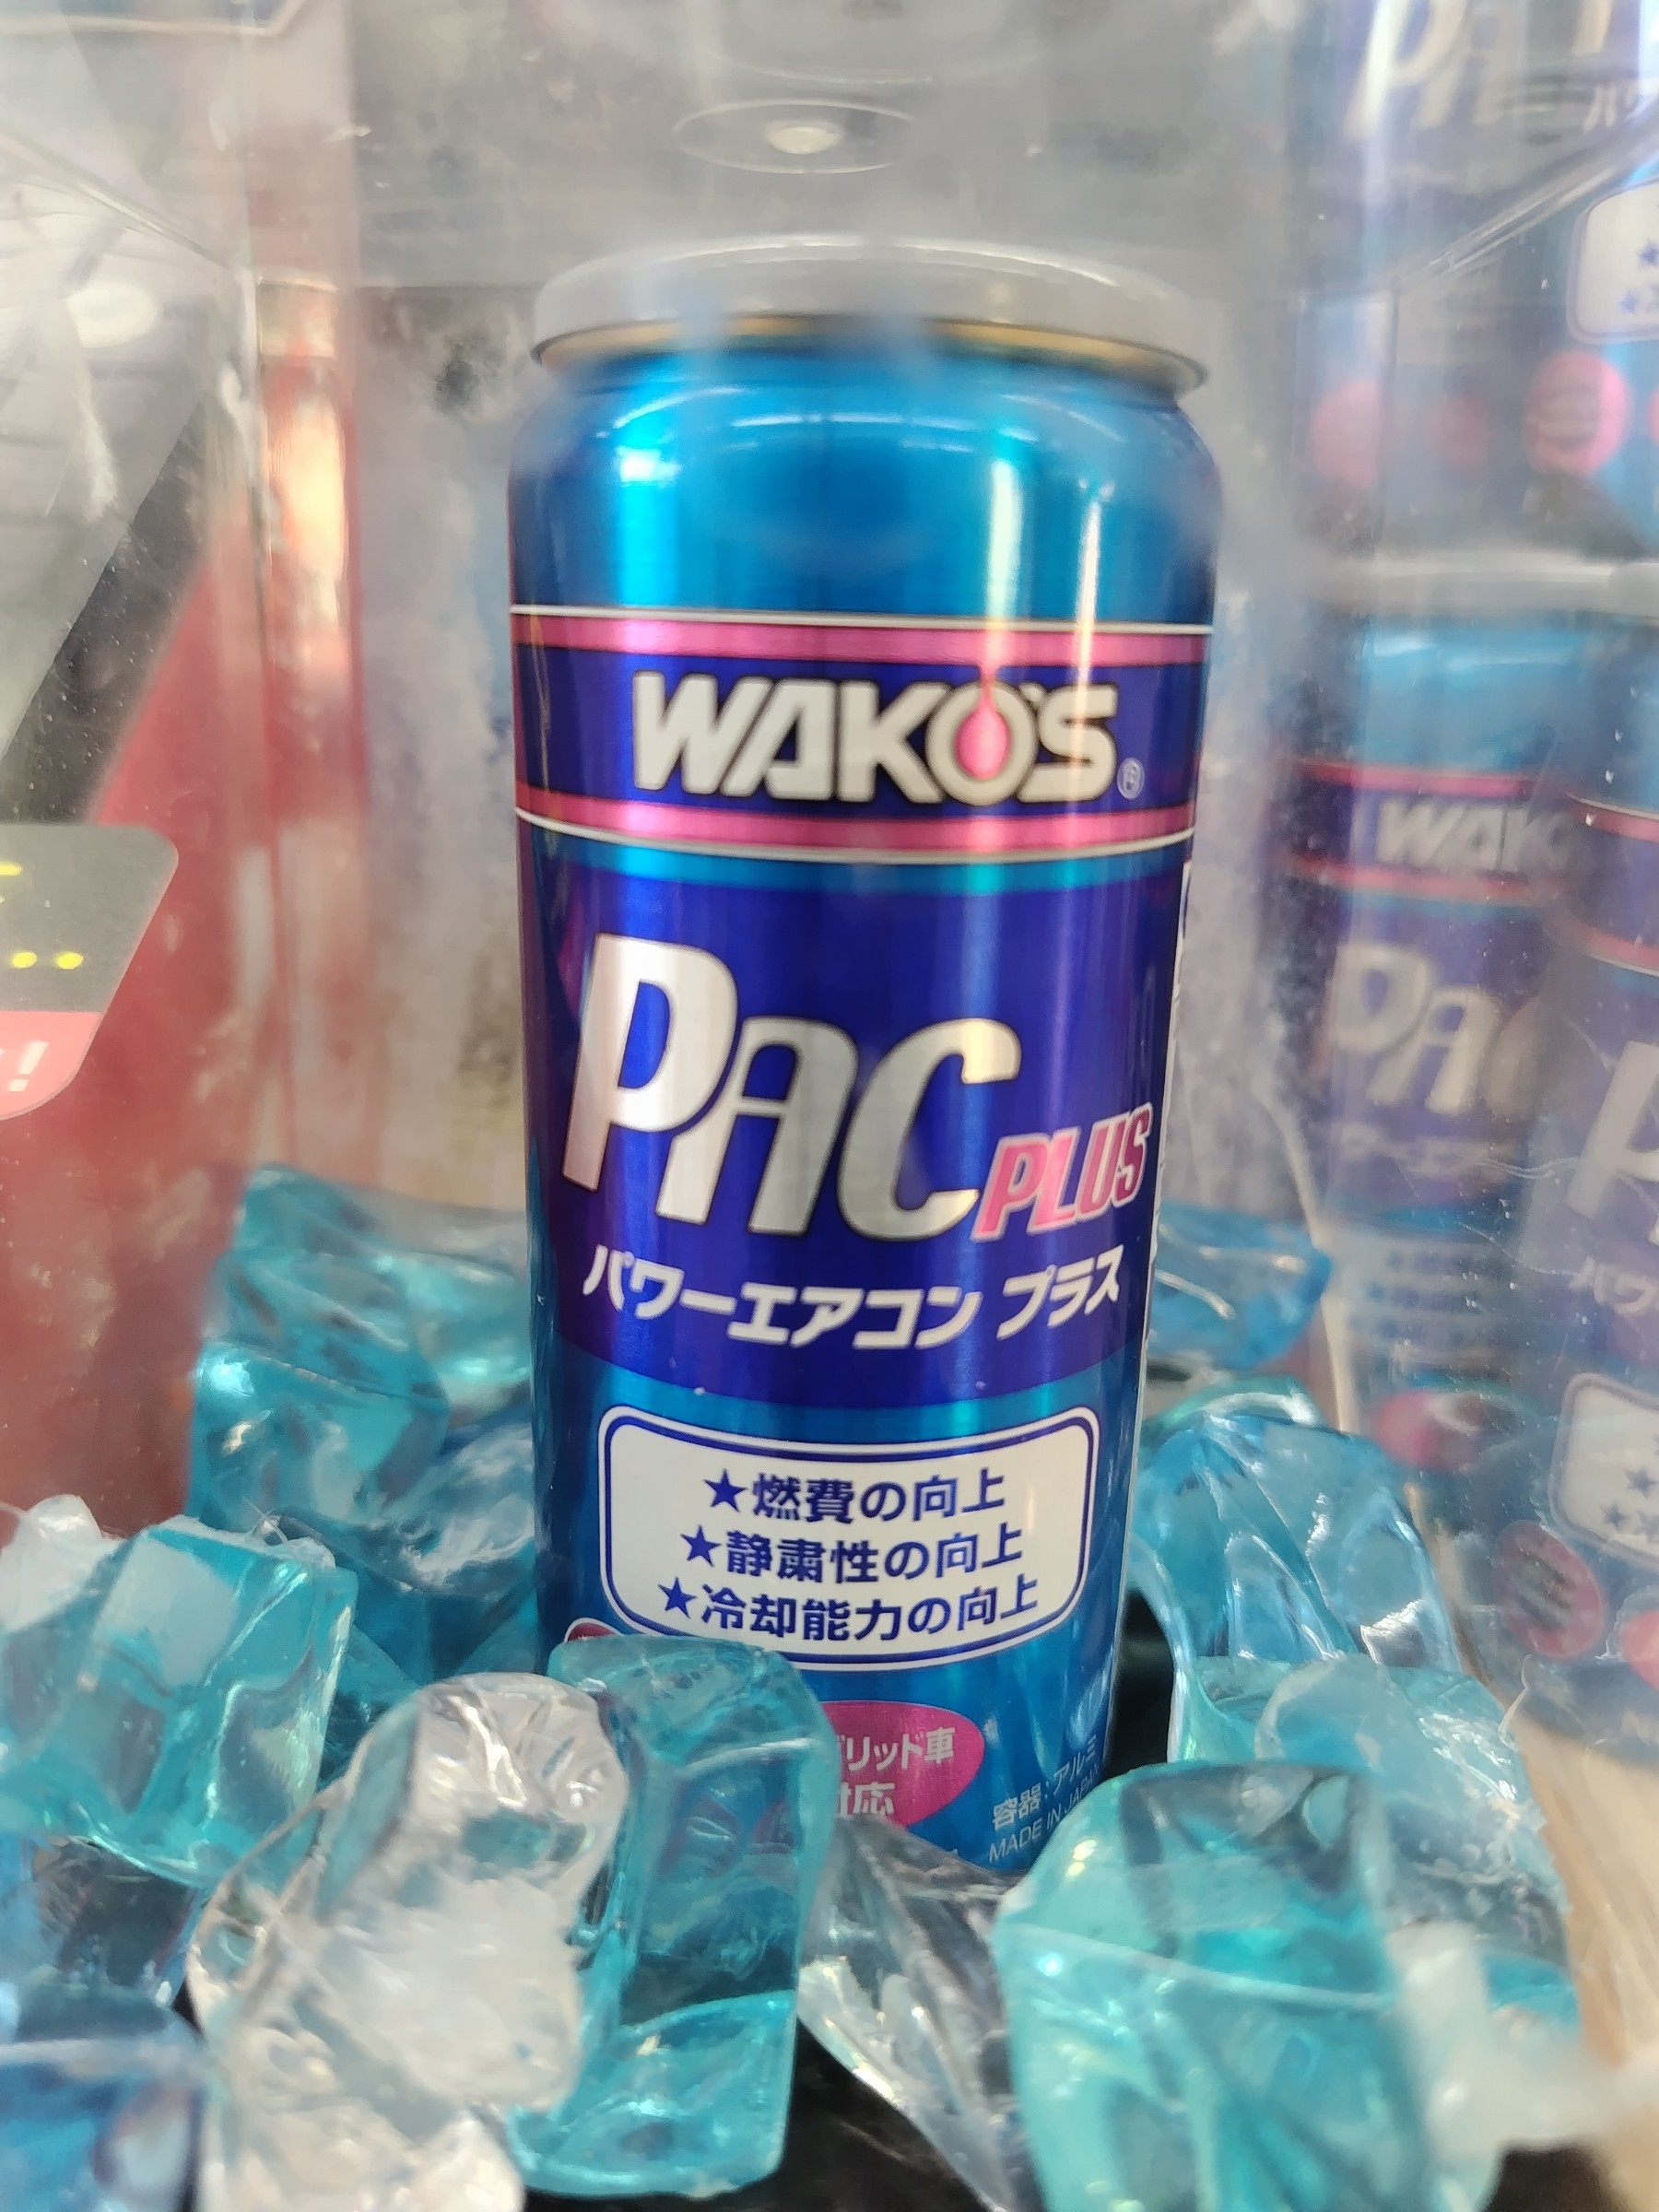 WAKO'S®
PAC PLUS
パワーエアコン プラス
★燃費の向上
★静粛性の向上
★冷却能力の向上
リッド車
対応
容器:アルミ
MADE IN JAPAN
WAK
PAC